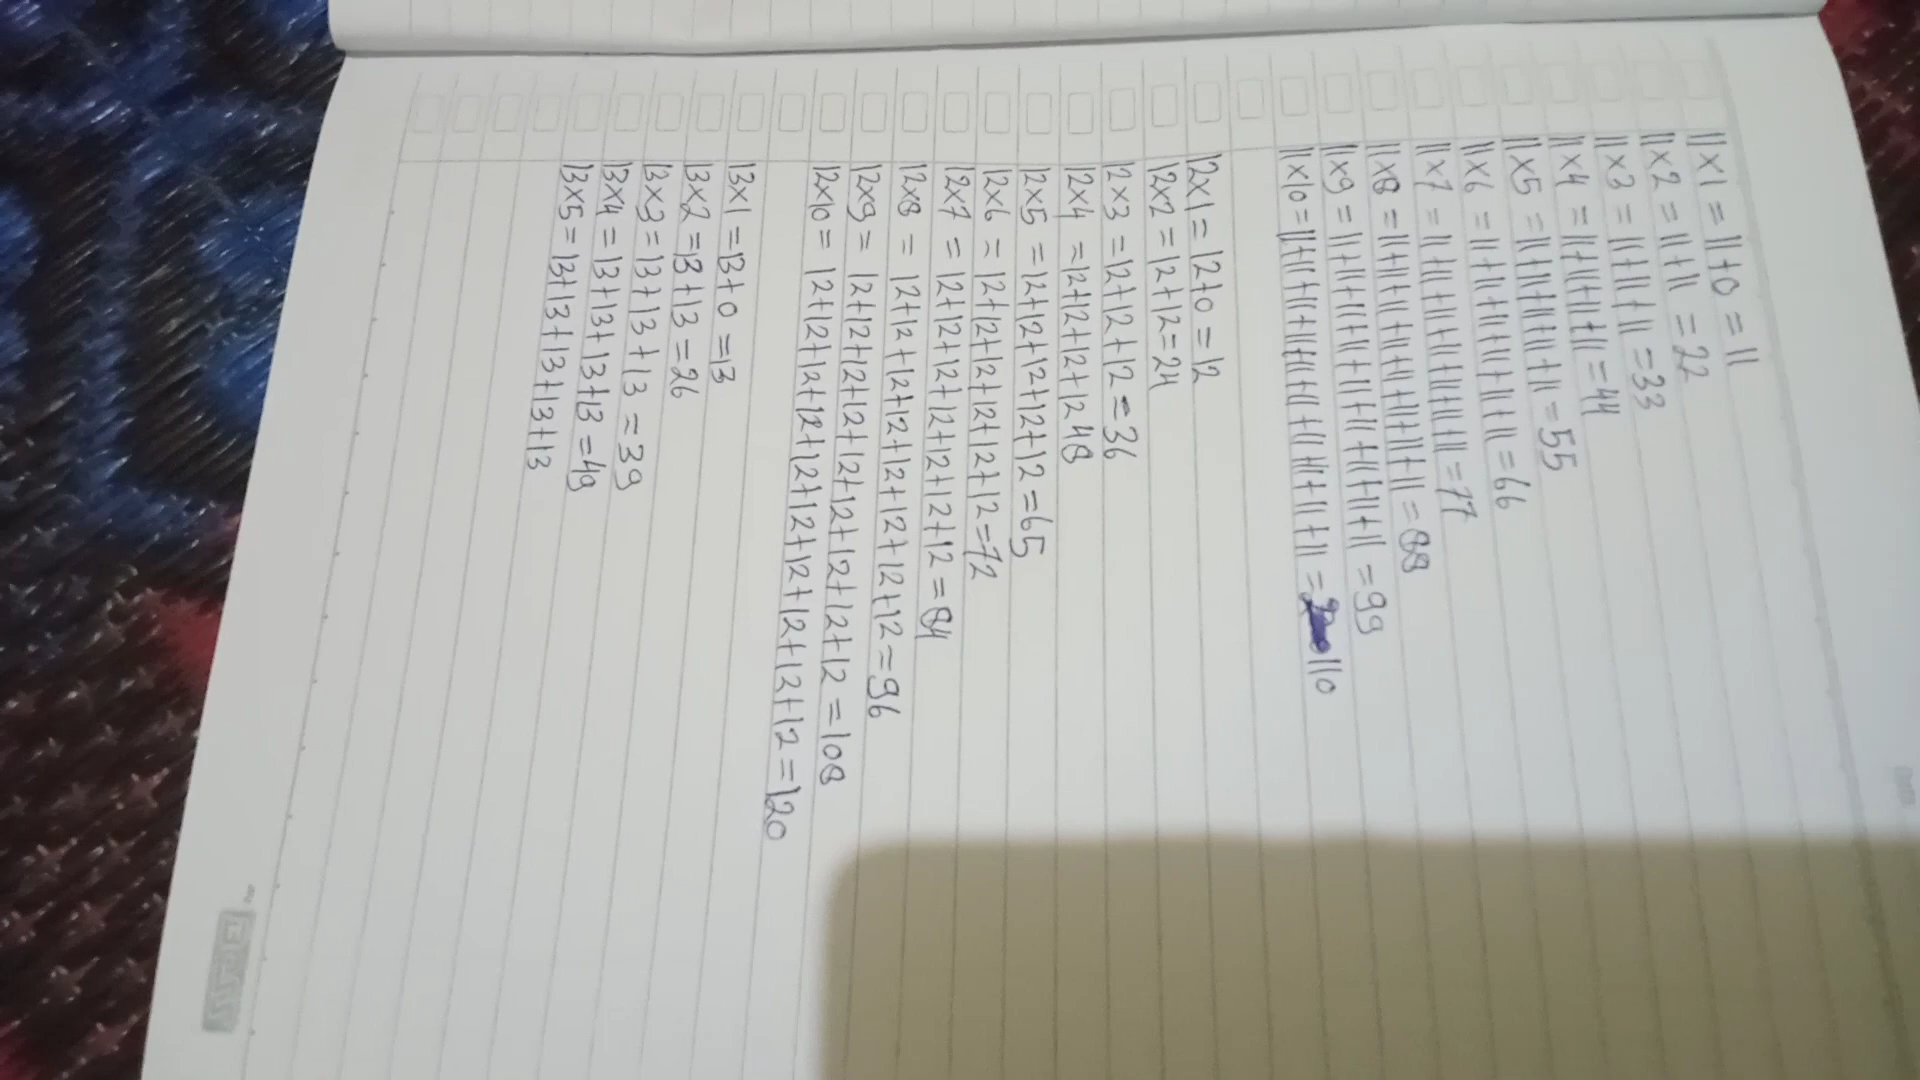 11x1 = 11+0 = 11
11x2 = 11+11 = 22
11x3 = 11+11+11 = 33
11x4 = 11+11+11+11 = 44
11x5 = 11+11+11+11+11 = 55
11x6 = 11+11+11+11+11+11 = 66
11x7 = 11+11+11+11+11+11+11 = 77
11x8 = 11+11+11+11+11+11+11+11 = 88
11x9 = 11+11+11+11+11+11+11+11+11 = 99
11x10 = 11+11+11+11+11+11+11+11+11+11 = 110
12x1 = 12+0 = 12
12x2 = 12+12 = 24
12x3 = 12+12+12 = 36
12x4 = 12+12+12+12 48
12x5 = 12+12+12+12+12 = 65
12x6 = 12+12+12+12+12+12 = 72
12x7 = 12+12+12+12+12+12+12 = 84
12x8 = 12+12+12+12+12+12+12+12 = 96
12x9 = 12+12+12+12+12+12+12+12+12 = 108
12x10 = 12+12+12+12+12+12+12+12+12+12 = 120
13x1 = 13+0 = 13
13x2 = 13+13 = 26
13x3 = 13+13+13 = 39
13x4 = 13+13+13+13 = 49
13x5 = 13+13+13+13+13